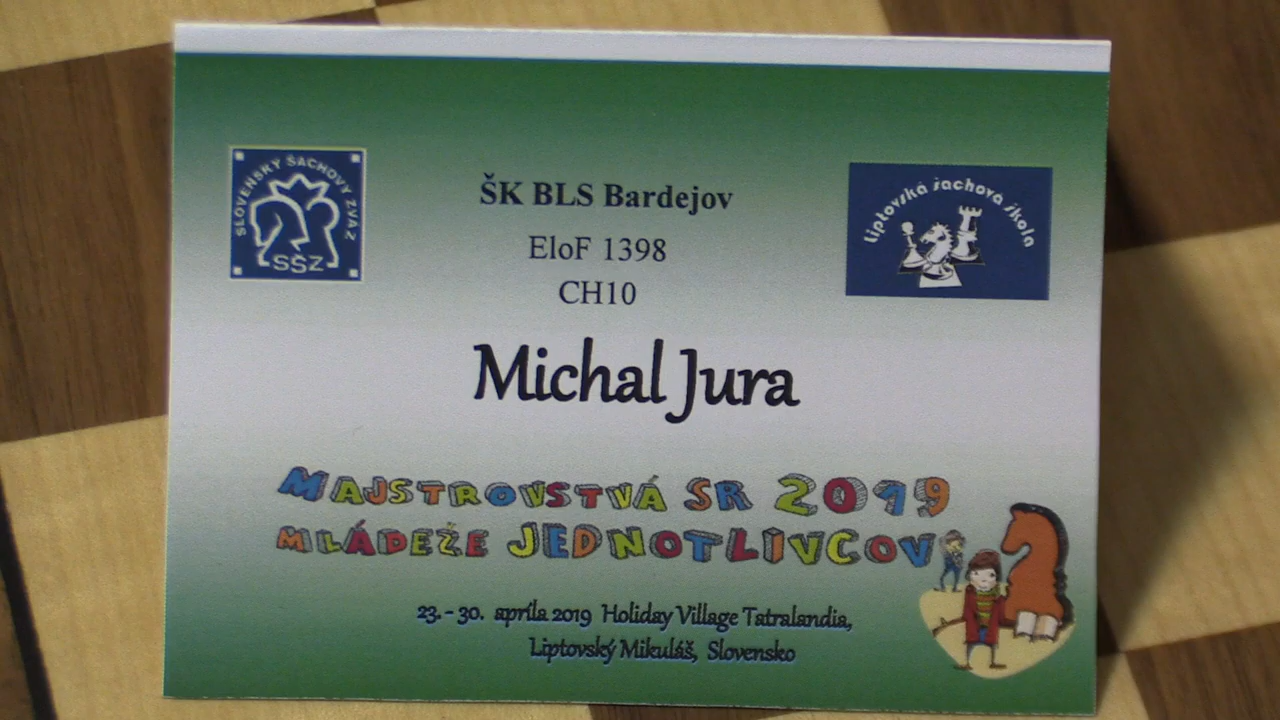 SLOVENSKÝ ŠACHOVÝ ZVÄZ
SŠZ
ŠK BLS Bardejov
EloF 1398
CH10
Liptovská šachová škola
Michal Jura
MAJSTROVSTVÁ SR 2019
MLÁDEŽE JEDNOTLIVCOV
23. - 30. apríla 2019 Holiday Village Tatralandia,
Liptovský Mikuláš, Slovensko